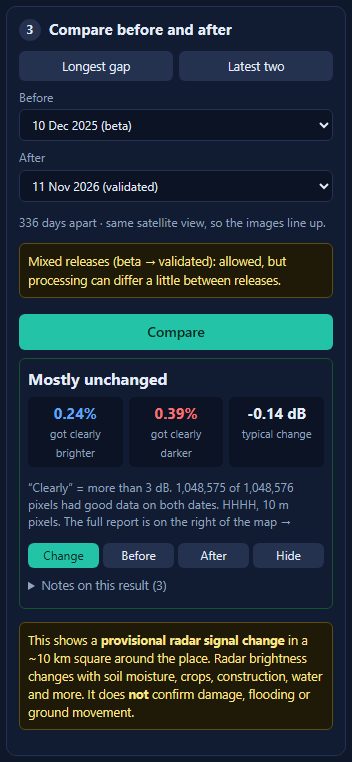 3 Compare before and after
Longest gap
Latest two
Before
10 Dec 2025 (beta)
After
11 Nov 2026 (validated)
336 days apart · same satellite view, so the images line up.
Mixed releases (beta → validated): allowed, but
processing can differ a little between releases.
Compare
Mostly unchanged
0.24%
got clearly
brighter
0.39%
got clearly
darker
-0.14 dB
typical change
“Clearly” = more than 3 dB. 1,048,575 of 1,048,576
pixels had good data on both dates. HHHH, 10 m
pixels. The full report is on the right of the map →
Change
Before
After
Hide
▶ Notes on this result (3)
This shows a provisional radar signal change in a
~10 km square around the place. Radar brightness
changes with soil moisture, crops, construction, water
and more. It does not confirm damage, flooding or
ground movement.